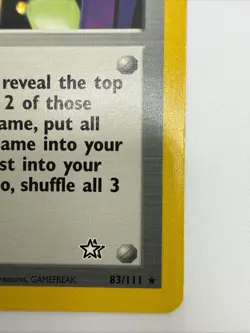 reveal the top
2 of those
ame, put all
ame into your
st into your
o, shuffle all 3
eatures, GAMEFREAK.
83/111 ★